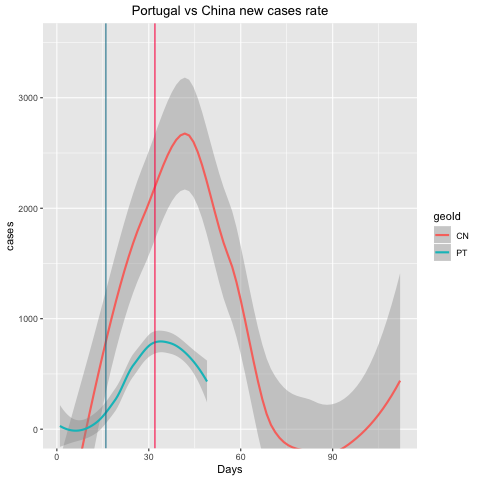 Portugal vs China new cases rate
3000
2000
1000
0
cases
0 30 60 90
Days
geoId
CN
PT